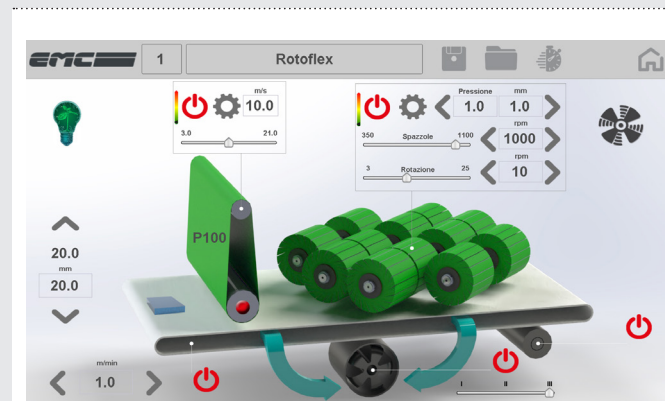 EMC 1 Rotoflex
m/s
10.0
3.0 21.0
Pressione mm
1.0 1.0
rpm
350 Spazzole 1100 1000
rpm
3 Rotazione 25 10
P100
20.0
mm
20.0
m/min
1.0
I II III